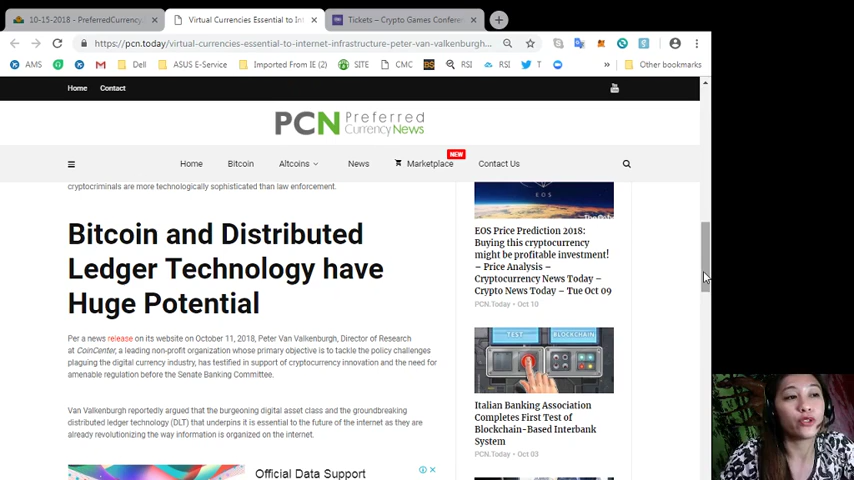 10-15-2018 - PreferredCurrency
Virtual Currencies Essential to Int
Tickets – Crypto Games Confere
https://pcn.today/virtual-currencies-essential-to-internet-infrastructure-peter-van-valkenburgh...
AMS
Dell
ASUS E-Service
Imported From IE (2)
SITE
CMC
RSI
RSI
T
Other bookmarks
Home
Contact
PCN Preferred
Currency News
NEW
Home
Bitcoin
Altcoins
News
Marketplace
Contact Us
cryptocriminals are more technologically sophisticated than law enforcement.
Bitcoin and Distributed
Ledger Technology have
Huge Potential
Per a news release on its website on October 11, 2018, Peter Van Valkenburgh, Director of Research
at CoinCenter, a leading non-profit organization whose primary objective is to tackle the policy challenges
plaguing the digital currency industry, has testified in support of cryptocurrency innovation and the need for
amenable regulation before the Senate Banking Committee.
Van Valkenburgh reportedly argued that the burgeoning digital asset class and the groundbreaking
distributed ledger technology (DLT) that underpins it is essential to the future of the internet as they are
already revolutionizing the way information is organized on the internet.
Official Data Support
EOS
EOS Price Prediction 2018:
Buying this cryptocurrency
might be profitable investment!
– Price Analysis –
Cryptocurrency News Today –
Crypto News Today – Tue Oct 09
PCN.Today • Oct 10
TEST
BLOCKCHAIN
Italian Banking Association
Completes First Test of
Blockchain-Based Interbank
System
PCN.Today • Oct 03